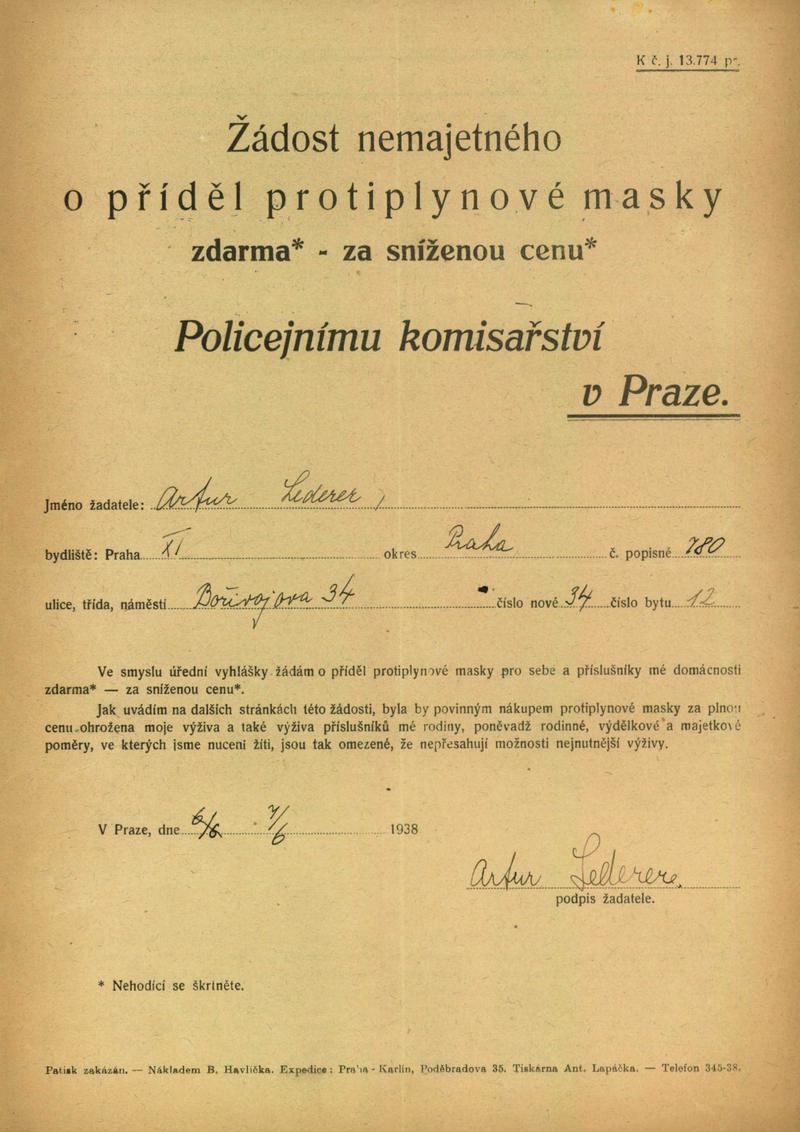 K č. j. 13.774 pr.
Žádost nemajetného
o příděl protiplynové masky
zdarma* - za sníženou cenu*
Policejnímu komisařství
v Praze.
Jméno žadatele: Artur Lederer,
bydliště: Praha XI okres Praha č. popisné 780
ulice, třída, náměstí Bořivojova 34 číslo nové 34 číslo bytu 12
Ve smyslu úřední vyhlášky žádám o příděl protiplynové masky pro sebe a příslušníky mé domácnosti
zdarma* — za sníženou cenu*.
Jak uvádím na dalších stránkách této žádosti, byla by povinným nákupem protiplynové masky za plnou
cenu ohrožena moje výživa a také výživa příslušníků mé rodiny, poněvadž rodinné, výdělkové a majetkové
poměry, ve kterých jsme nuceni žíti, jsou tak omezené, že nepřesahují možnosti nejnutnější výživy.
V Praze, dne 7/6 1938
Artur Lederer
podpis žadatele.
* Nehodící se škrtněte.
Patisk zakázán. — Nákladem B. Havlíčka. Expedice: Praha - Karlín, Poděbradova 35. Tiskárna Ant. Lapáčka. — Telefon 345-38.